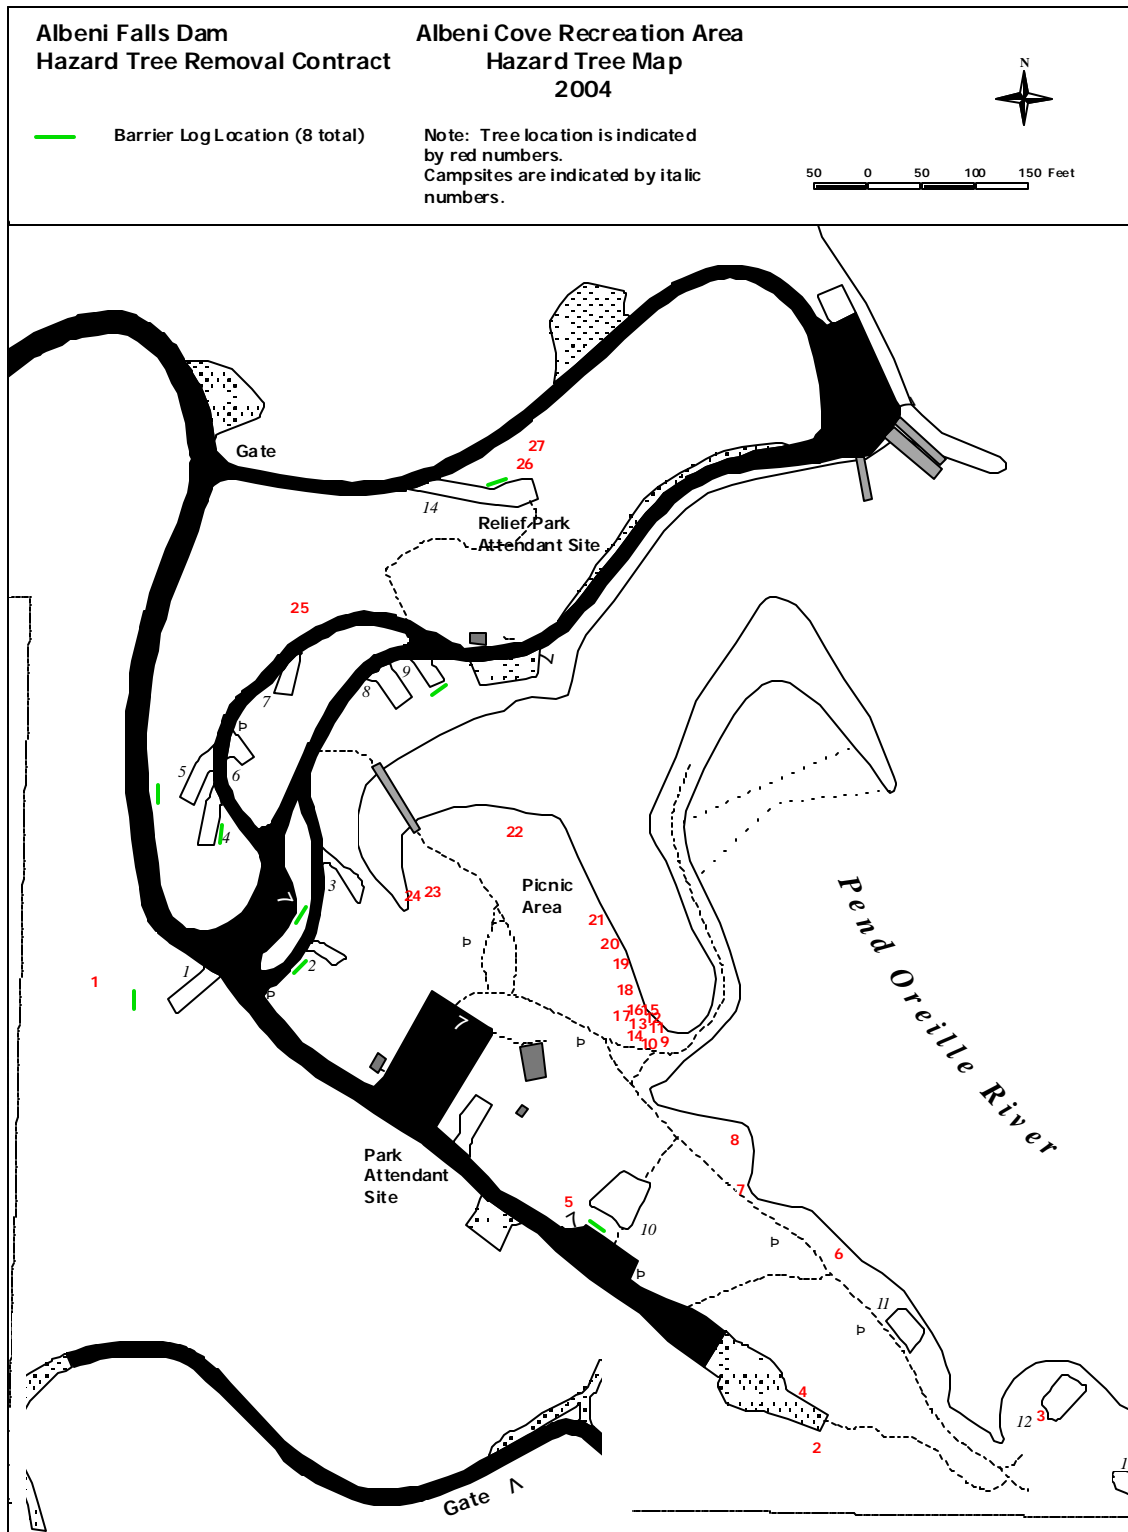 Albeni Falls Dam
Hazard Tree Removal Contract
Albeni Cove Recreation Area
Hazard Tree Map
2004
N
Barrier Log Location (8 total)
Note: Tree location is indicated
by red numbers.
Campsites are indicated by italic
numbers.
50 0 50 100 150 Feet
Gate
27
26
14
Relief Park
Attendant Site
25
9
8
7
5
6
4
22
3
24 23
Picnic
Area
21
20
19
18
2
1
1
16 15
17 12
13 11
14 10 9
Pend Oreille River
8
Park
Attendant
Site
7
5
10
6
11
4
3
12
2
1
Gate